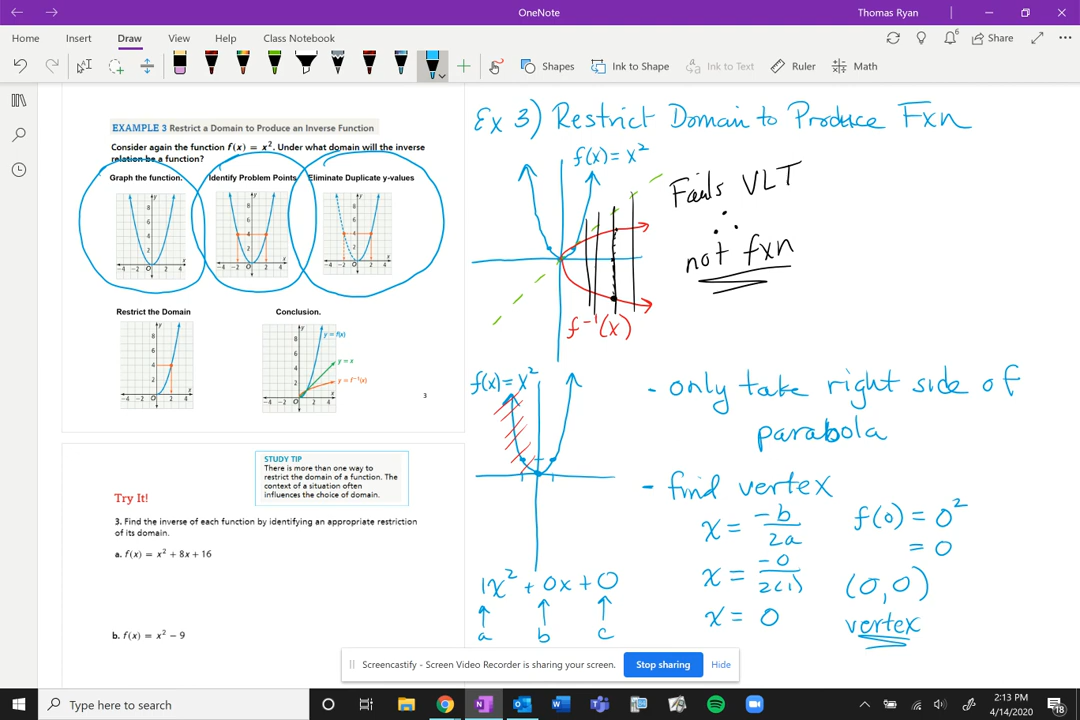 OneNote
Thomas Ryan
Home Insert Draw View Help Class Notebook
Share
Shapes Ink to Shape Ink to Text Ruler Math
EXAMPLE 3 Restrict a Domain to Produce an Inverse Function
Consider again the function f(x) = x². Under what domain will the inverse
relation be a function?
Graph the function. Identify Problem Points Eliminate Duplicate y-values
Restrict the Domain Conclusion.
y = f(x)
y = x
y = f⁻¹(x)
3
STUDY TIP
There is more than one way to
restrict the domain of a function. The
context of a situation often
influences the choice of domain.
Try It!
3. Find the inverse of each function by identifying an appropriate restriction
of its domain.
a. f(x) = x² + 8x + 16
b. f(x) = x² − 9
Ex 3) Restrict Domain to Produce Fxn
f(x) = x²
Fails VLT
∴
not fxn
f⁻¹(x)
f(x) = x²
- only take right side of
parabola
- find vertex
x = -b/2a
f(0) = 0²
= 0
x = -0/2(1)
(0,0)
x = 0
vertex
1x² + 0x + 0
a b c
Screencastify - Screen Video Recorder is sharing your screen. Stop sharing Hide
Type here to search
2:13 PM
4/14/2020
18